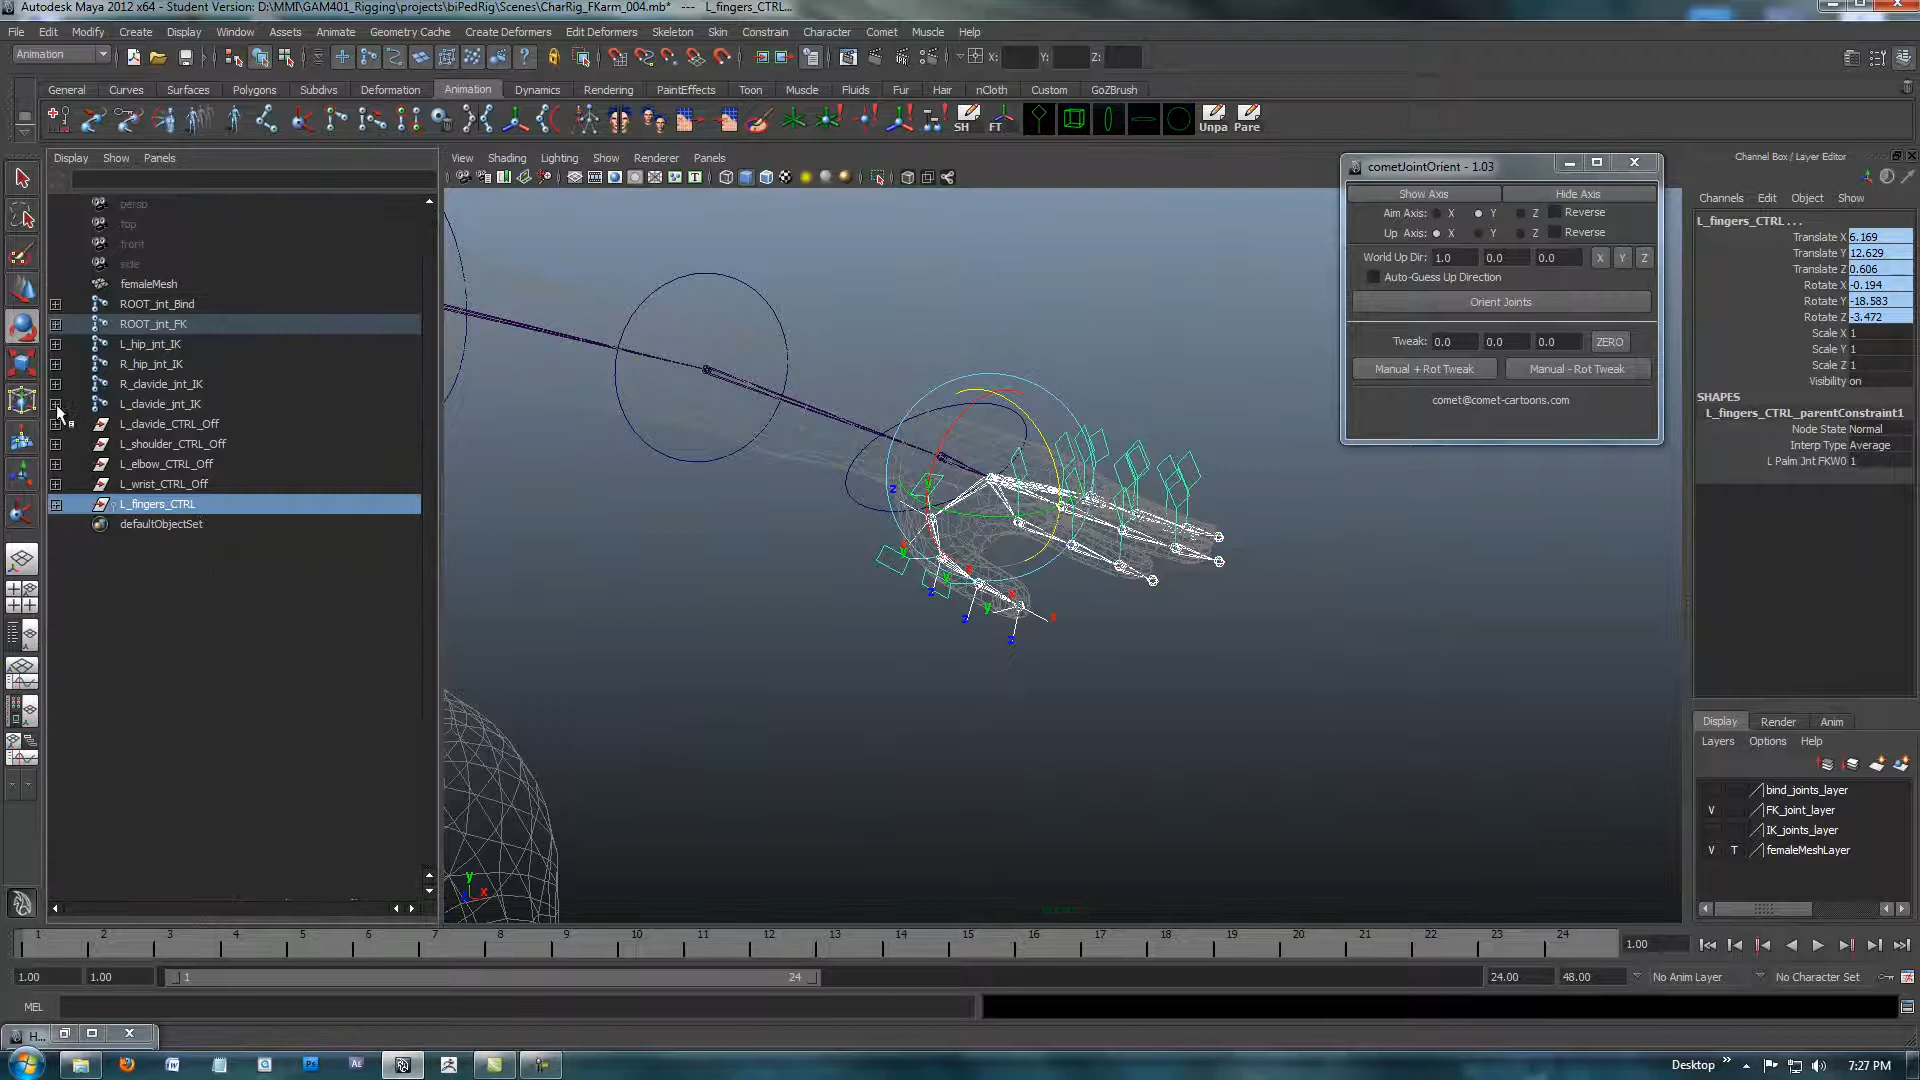 Autodesk Maya 2012 x64 - Student Version: D:\MMI\GAM401_Rigging\projects\biPedRig\Scenes\CharRig_FKarm_004.mb* --- L_fingers_CTRL...
File Edit Modify Create Display Window Assets Animate Geometry Cache Create Deformers Edit Deformers Skeleton Skin Constrain Character Comet Muscle Help
Animation X: Y: Z:
General Curves Surfaces Polygons Subdivs Deformation Animation Dynamics Rendering PaintEffects Toon Muscle Fluids Fur Hair nCloth Custom GoZBrush
SH FT Unpa Pare
Display Show Panels
View Shading Lighting Show Renderer Panels
persp
top
front
side
femaleMesh
ROOT_jnt_Bind
ROOT_jnt_FK
L_hip_jnt_IK
R_hip_jnt_IK
R_clavicle_jnt_IK
L_clavicle_jnt_IK
L_clavicle_CTRL_Off
L_shoulder_CTRL_Off
L_elbow_CTRL_Off
L_wrist_CTRL_Off
L_fingers_CTRL
defaultObjectSet
cometJointOrient - 1.03
Show Axis Hide Axis
Aim Axis: X Y Z Reverse
Up Axis: X Y Z Reverse
World Up Dir: 1.0 0.0 0.0 X Y Z
Auto-Guess Up Direction
Orient Joints
Tweak: 0.0 0.0 0.0 ZERO
Manual + Rot Tweak Manual - Rot Tweak
comet@comet-cartoons.com
Channel Box / Layer Editor
Channels Edit Object Show
L_fingers_CTRL . . .
Translate X 6.169
Translate Y 12.629
Translate Z 0.606
Rotate X -0.194
Rotate Y -18.583
Rotate Z -3.472
Scale X 1
Scale Y 1
Scale Z 1
Visibility on
SHAPES
L_fingers_CTRL_parentConstraint1
Node State Normal
Interp Type Average
L Palm Jnt FKW0 1
Display Render Anim
Layers Options Help
bind_joints_layer
V FK_joint_layer
IK_joints_layer
V T femaleMeshLayer
1 2 3 4 5 6 7 8 9 10 11 12 13 14 15 16 17 18 19 20 21 22 23 24 1.00
1.00 1.00 1 24 24.00 48.00 No Anim Layer No Character Set
MEL
H...
Desktop 7:27 PM